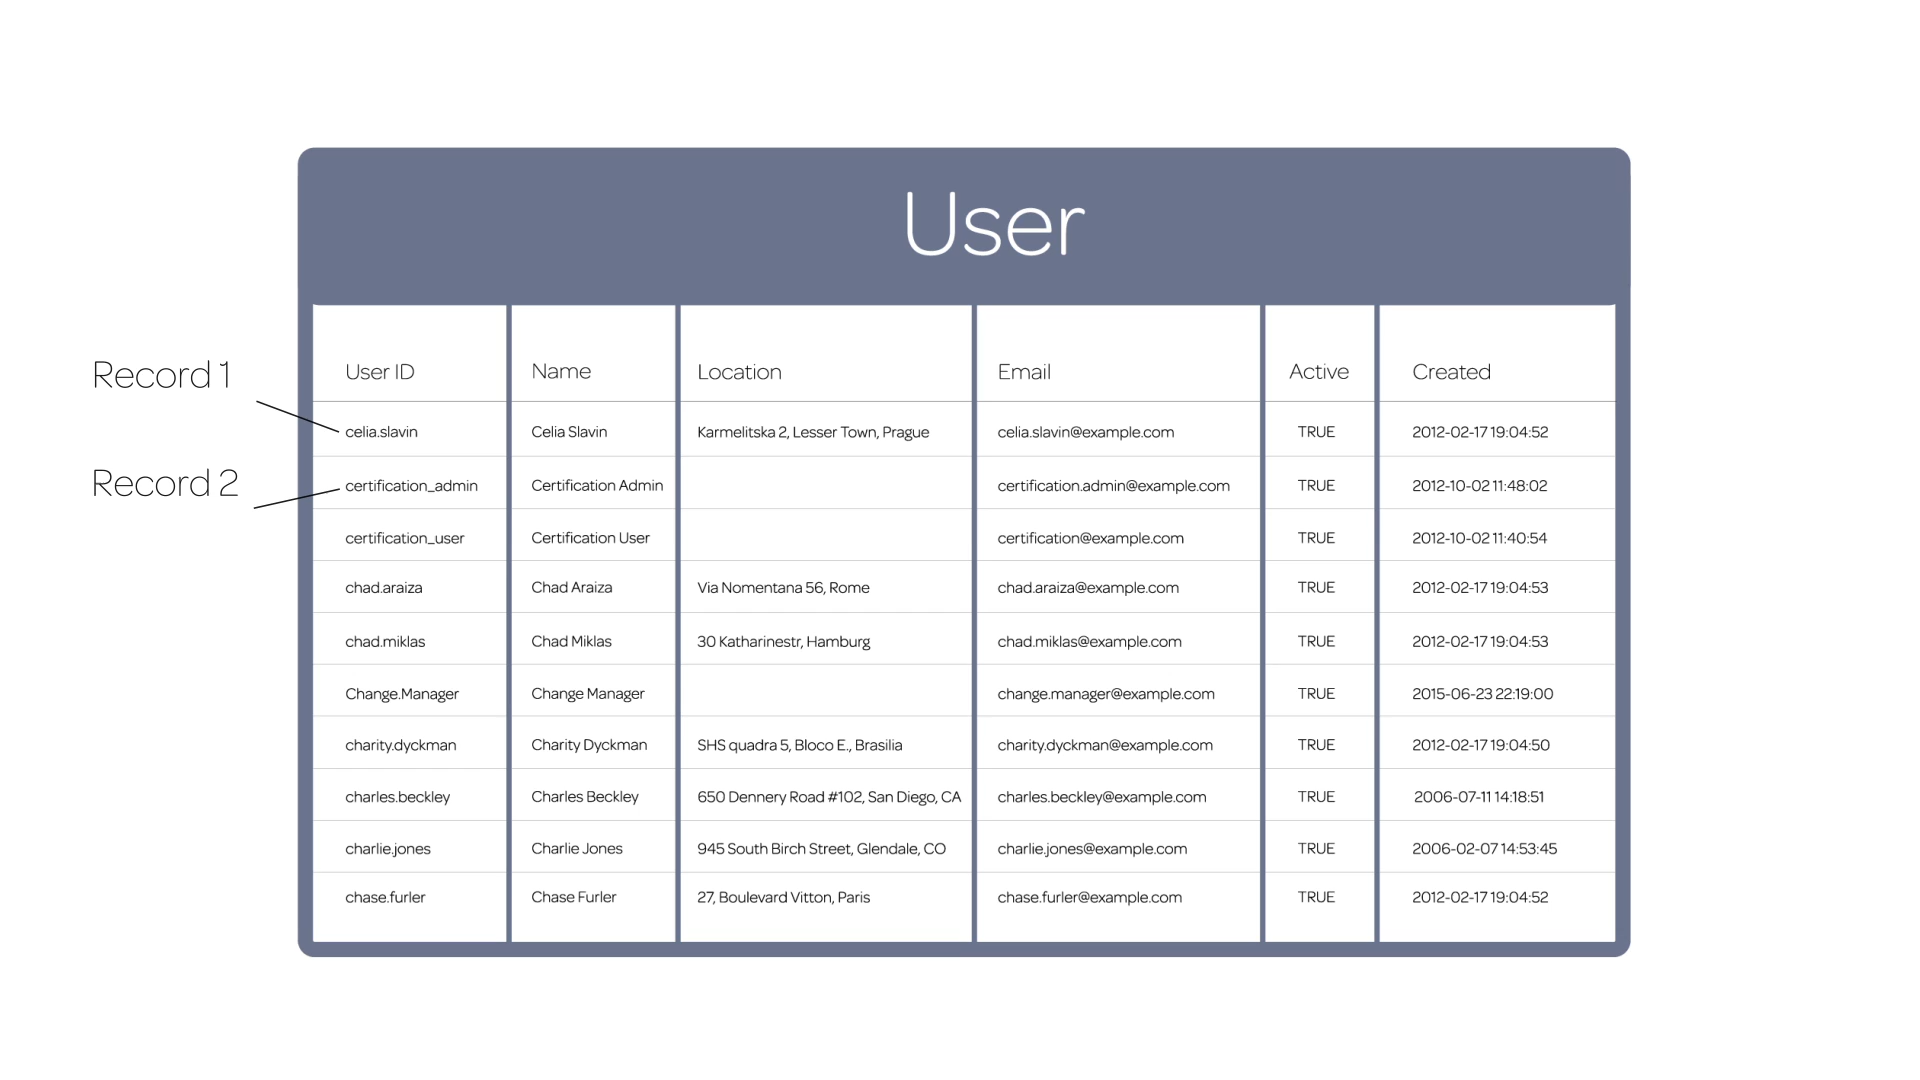 User
User ID Name Location Email Active Created
Record 1
celia.slavin Celia Slavin Karmelitska 2, Lesser Town, Prague celia.slavin@example.com TRUE 2012-02-17 19:04:52
Record 2
certification_admin Certification Admin certification.admin@example.com TRUE 2012-10-02 11:48:02
certification_user Certification User certification@example.com TRUE 2012-10-02 11:40:54
chad.araiza Chad Araiza Via Nomentana 56, Rome chad.araiza@example.com TRUE 2012-02-17 19:04:53
chad.miklas Chad Miklas 30 Katharinestr, Hamburg chad.miklas@example.com TRUE 2012-02-17 19:04:53
Change.Manager Change Manager change.manager@example.com TRUE 2015-06-23 22:19:00
charity.dyckman Charity Dyckman SHS quadra 5, Bloco E., Brasilia charity.dyckman@example.com TRUE 2012-02-17 19:04:50
charles.beckley Charles Beckley 650 Dennery Road #102, San Diego, CA charles.beckley@example.com TRUE 2006-07-11 14:18:51
charlie.jones Charlie Jones 945 South Birch Street, Glendale, CO charlie.jones@example.com TRUE 2006-02-07 14:53:45
chase.furler Chase Furler 27, Boulevard Vitton, Paris chase.furler@example.com TRUE 2012-02-17 19:04:52